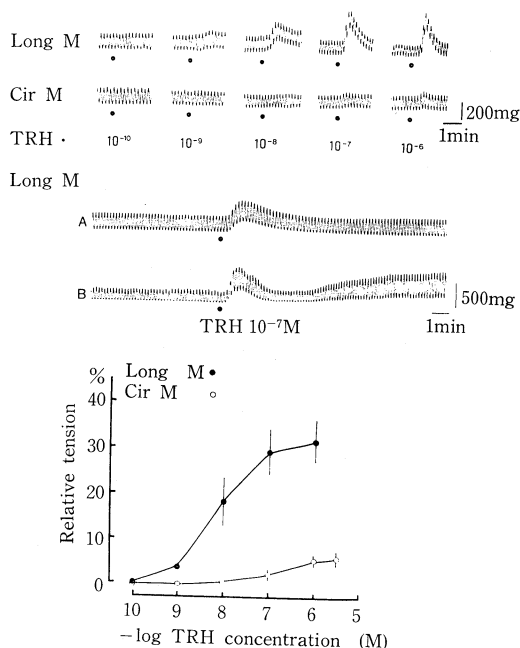 Long M
Cir M
200mg
1min
TRH · 10⁻¹⁰ 10⁻⁹ 10⁻⁸ 10⁻⁷ 10⁻⁶
Long M
A
B
500mg
TRH 10⁻⁷M
1min
% Long M ●
Cir M ○
40
30
20
10
0
Relative tension
10 9 8 7 6 5
−log TRH concentration (M)